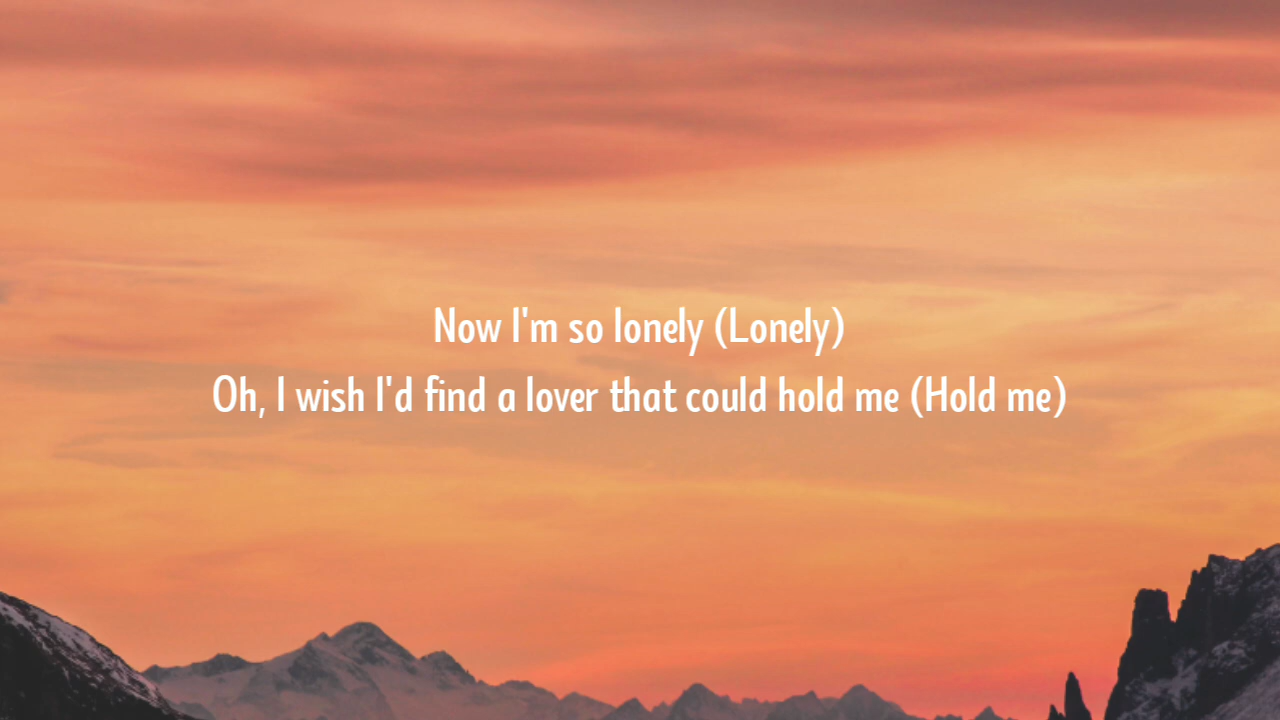 Now I'm so lonely (Lonely)
Oh, I wish I'd find a lover that could hold me (Hold me)